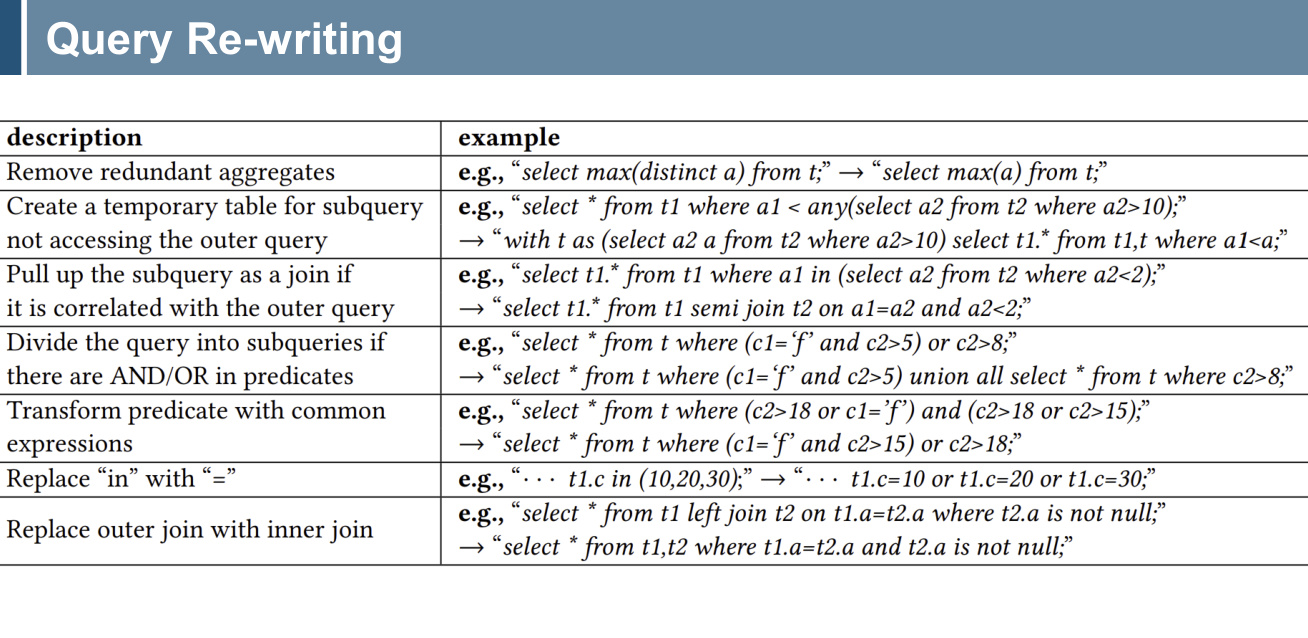 Query Re-writing
description example
Remove redundant aggregates e.g., “select max(distinct a) from t;” → “select max(a) from t;”
Create a temporary table for subquery e.g., “select * from t1 where a1 < any(select a2 from t2 where a2>10);”
not accessing the outer query → “with t as (select a2 a from t2 where a2>10) select t1.* from t1,t where a1<a;”
Pull up the subquery as a join if e.g., “select t1.* from t1 where a1 in (select a2 from t2 where a2<2);”
it is correlated with the outer query → “select t1.* from t1 semi join t2 on a1=a2 and a2<2;”
Divide the query into subqueries if e.g., “select * from t where (c1=‘f’ and c2>5) or c2>8;”
there are AND/OR in predicates → “select * from t where (c1=‘f’ and c2>5) union all select * from t where c2>8;”
Transform predicate with common e.g., “select * from t where (c2>18 or c1=’f’) and (c2>18 or c2>15);”
expressions → “select * from t where (c1=‘f’ and c2>15) or c2>18;”
Replace “in” with “=” e.g., “· · · t1.c in (10,20,30);” → “· · · t1.c=10 or t1.c=20 or t1.c=30;”
Replace outer join with inner join e.g., “select * from t1 left join t2 on t1.a=t2.a where t2.a is not null;”
→ “select * from t1,t2 where t1.a=t2.a and t2.a is not null;”